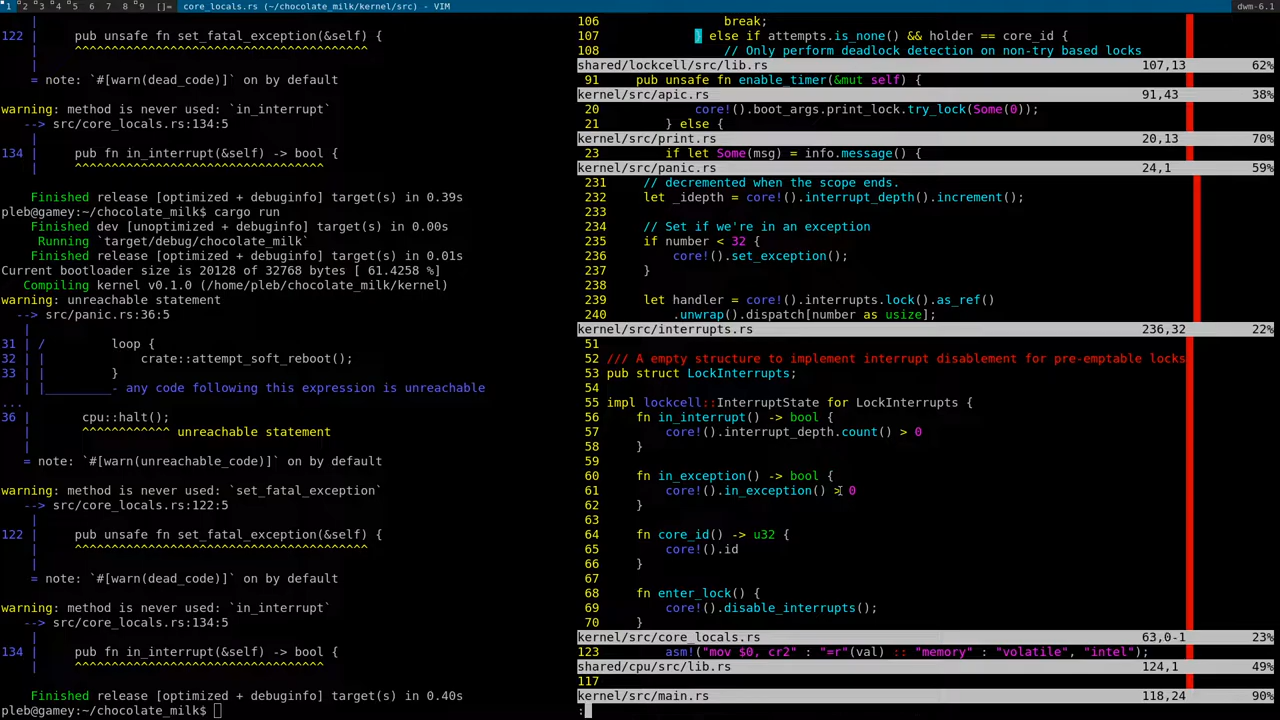 1 2 3 4 5 6 7 8 9 []= core_locals.rs (~/chocolate_milk/kernel/src) - VIM dwm-6.1
|
122 | pub unsafe fn set_fatal_exception(&self) {
| ^^^^^^^^^^^^^^^^^^^^^^^^^^^^^^^^^^^^^^^^
|
= note: `#[warn(dead_code)]` on by default
warning: method is never used: `in_interrupt`
--> src/core_locals.rs:134:5
|
134 | pub fn in_interrupt(&self) -> bool {
| ^^^^^^^^^^^^^^^^^^^^^^^^^^^^^^^^^^
Finished release [optimized + debuginfo] target(s) in 0.39s
pleb@gamey:~/chocolate_milk$ cargo run
Finished dev [unoptimized + debuginfo] target(s) in 0.00s
Running `target/debug/chocolate_milk`
Finished release [optimized + debuginfo] target(s) in 0.01s
Current bootloader size is 20128 of 32768 bytes [ 61.4258 %]
Compiling kernel v0.1.0 (/home/pleb/chocolate_milk/kernel)
warning: unreachable statement
--> src/panic.rs:36:5
|
31 | / loop {
32 | | crate::attempt_soft_reboot();
33 | | }
| |_________- any code following this expression is unreachable
...
36 | cpu::halt();
| ^^^^^^^^^^^^ unreachable statement
|
= note: `#[warn(unreachable_code)]` on by default
warning: method is never used: `set_fatal_exception`
--> src/core_locals.rs:122:5
|
122 | pub unsafe fn set_fatal_exception(&self) {
| ^^^^^^^^^^^^^^^^^^^^^^^^^^^^^^^^^^^^^^^^
|
= note: `#[warn(dead_code)]` on by default
warning: method is never used: `in_interrupt`
--> src/core_locals.rs:134:5
|
134 | pub fn in_interrupt(&self) -> bool {
| ^^^^^^^^^^^^^^^^^^^^^^^^^^^^^^^^^^
Finished release [optimized + debuginfo] target(s) in 0.40s
pleb@gamey:~/chocolate_milk$
106 break;
107 } else if attempts.is_none() && holder == core_id {
108 // Only perform deadlock detection on non-try based locks
shared/lockcell/src/lib.rs 107,13 62%
91 pub unsafe fn enable_timer(&mut self) {
kernel/src/apic.rs 91,43 38%
20 core!().boot_args.print_lock.try_lock(Some(0));
21 } else {
kernel/src/print.rs 20,13 70%
23 if let Some(msg) = info.message() {
kernel/src/panic.rs 24,1 59%
231 // decremented when the scope ends.
232 let _idepth = core!().interrupt_depth().increment();
233
234 // Set if we're in an exception
235 if number < 32 {
236 core!().set_exception();
237 }
239 let handler = core!().interrupts.lock().as_ref()
240 .unwrap().dispatch[number as usize];
kernel/src/interrupts.rs 236,32 22%
51
52 /// A empty structure to implement interrupt disablement for pre-emptable locks
53 pub struct LockInterrupts;
54
55 impl lockcell::InterruptState for LockInterrupts {
56 fn in_interrupt() -> bool {
57 core!().interrupt_depth.count() > 0
58 }
59
60 fn in_exception() -> bool {
61 core!().in_exception() > 0
62 }
63
64 fn core_id() -> u32 {
65 core!().id
66 }
67
68 fn enter_lock() {
69 core!().disable_interrupts();
70 }
kernel/src/core_locals.rs 63,0-1 23%
123 asm!("mov $0, cr2" : "=r"(val) :: "memory" : "volatile", "intel");
shared/cpu/src/lib.rs 124,1 49%
117
kernel/src/main.rs 118,24 90%
: